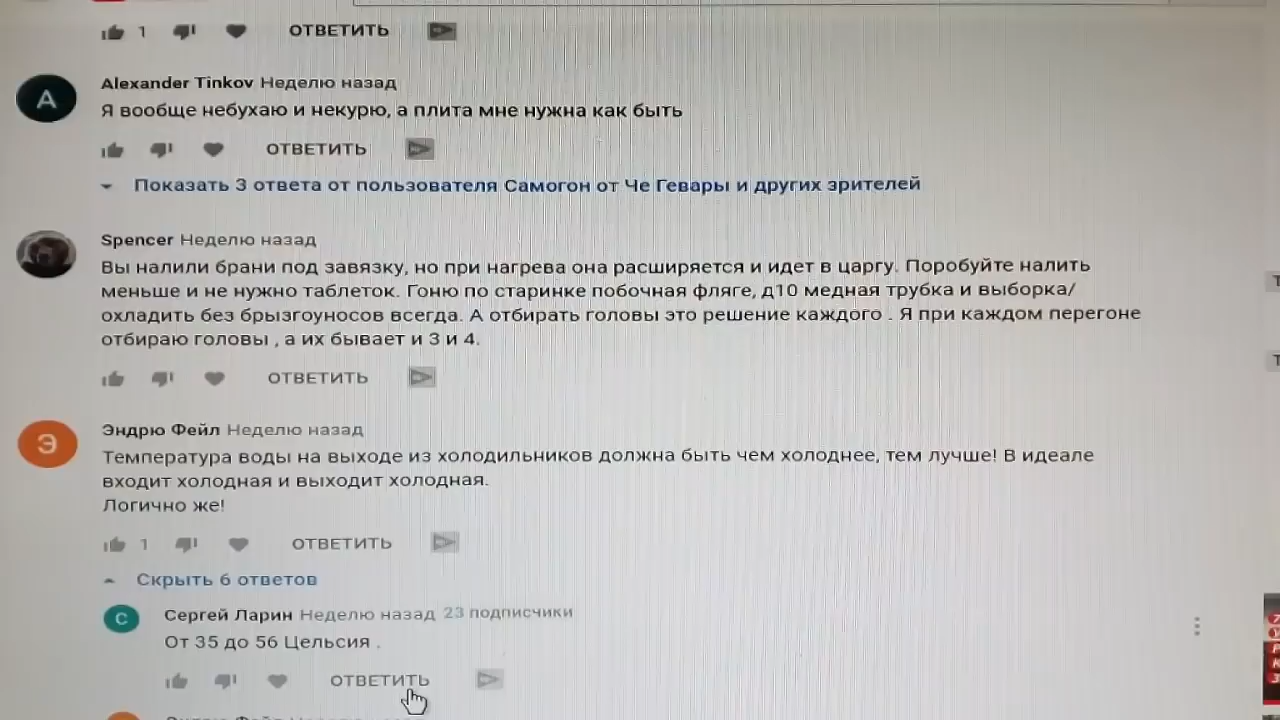 1 ОТВЕТИТЬ
Alexander Tinkov Неделю назад
Я вообще небухаю и некурю, а плита мне нужна как быть
ОТВЕТИТЬ
Показать 3 ответа от пользователя Самогон от Че Гевары и других зрителей
Spencer Неделю назад
Вы налили брани под завязку, но при нагрева она расширяется и идет в царгу. Поробуйте налить
меньше и не нужно таблеток. Гоню по старинке побочная фляге, д10 медная трубка и выборка/
охладить без брызгоуносов всегда. А отбирать головы это решение каждого . Я при каждом перегоне
отбираю головы , а их бывает и 3 и 4.
ОТВЕТИТЬ
Эндрю Фейл Неделю назад
Температура воды на выходе из холодильников должна быть чем холоднее, тем лучше! В идеале
входит холодная и выходит холодная.
Логично же!
1 ОТВЕТИТЬ
Скрыть 6 ответов
Сергей Ларин Неделю назад 23 подписчики
От 35 до 56 Цельсия .
ОТВЕТИТЬ